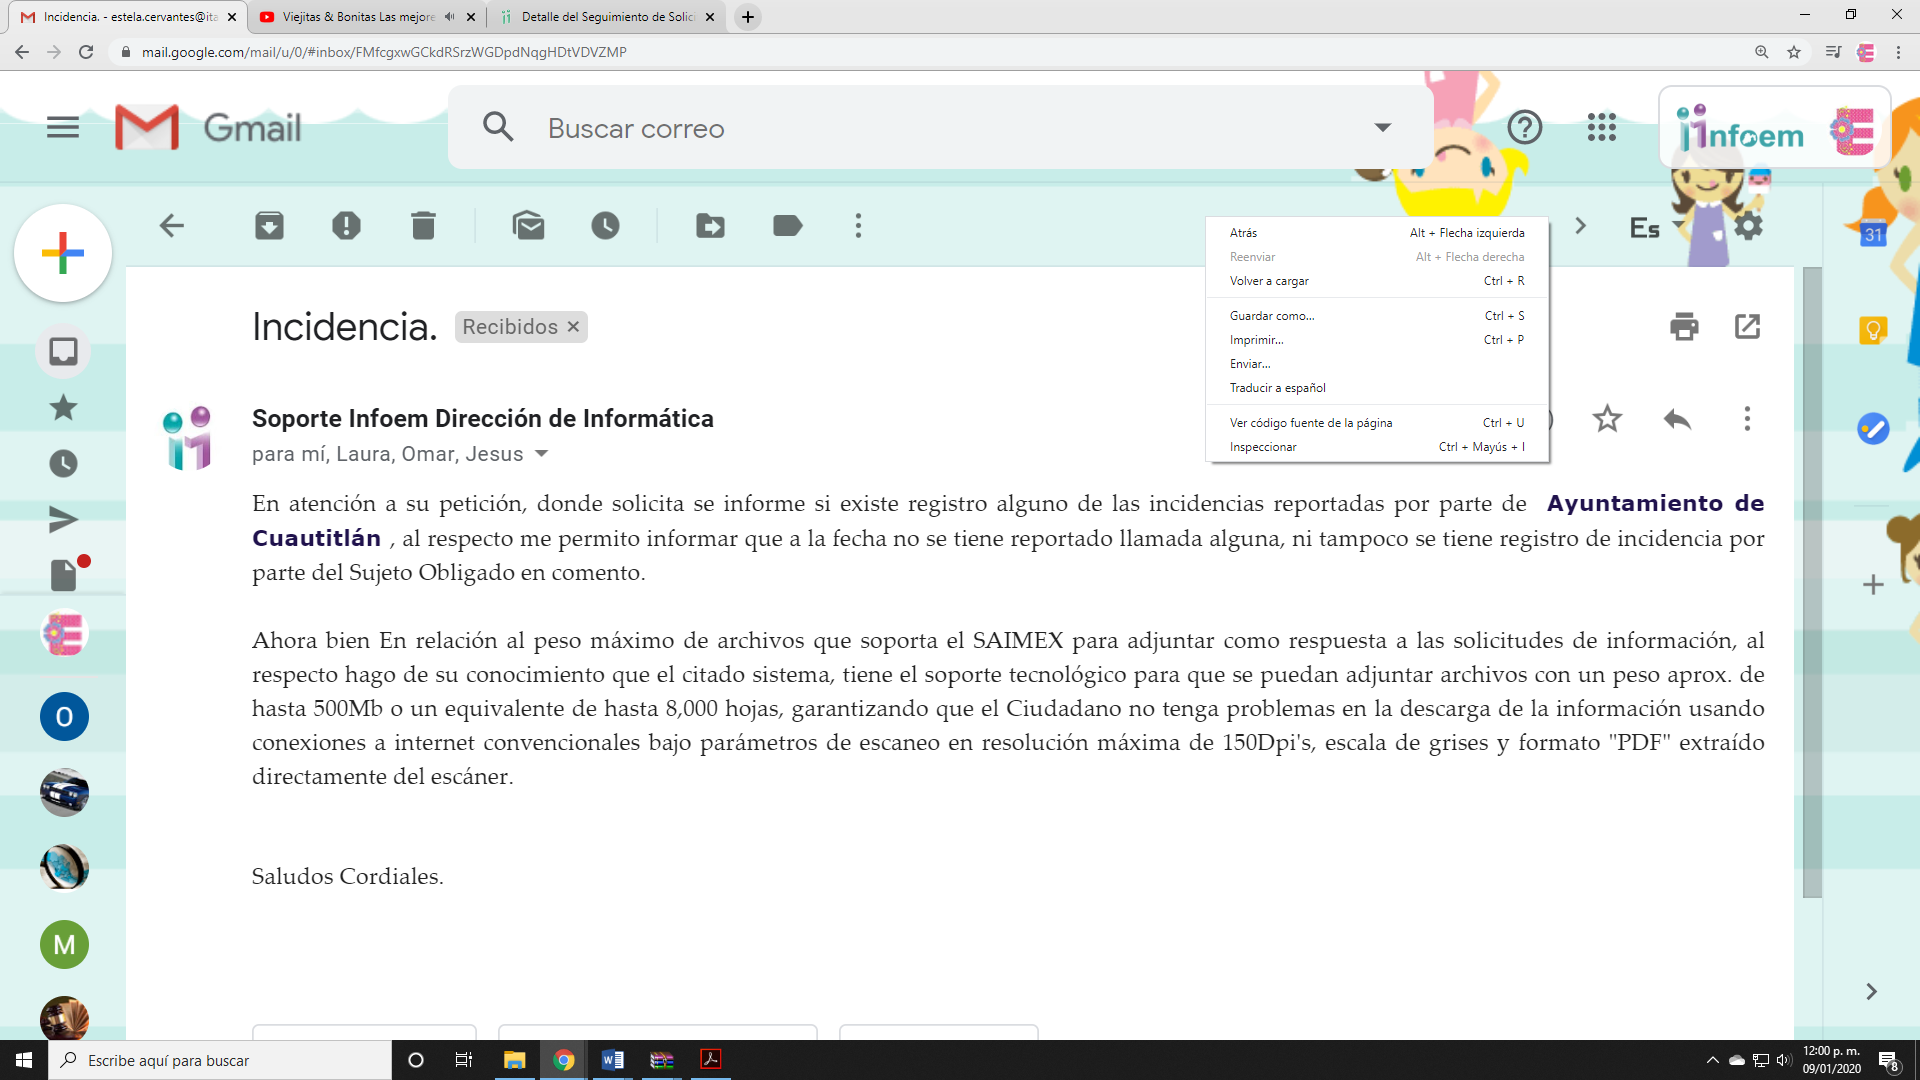 Incidencia. - estela.cervantes@ita
Viejitas & Bonitas Las mejore
Detalle del Seguimiento de Solici
mail.google.com/mail/u/0/#inbox/FMfcgxwGCkdRSrzWGDpdNqgHDtVDVZMP
Gmail
Buscar correo
infoem
Es
31
Atrás Alt + Flecha izquierda
Reenviar Alt + Flecha derecha
Volver a cargar Ctrl + R
Guardar como... Ctrl + S
Imprimir... Ctrl + P
Enviar...
Traducir a español
Ver código fuente de la página Ctrl + U
Inspeccionar Ctrl + Mayús + I
Incidencia. Recibidos ×
Soporte Infoem Dirección de Informática
para mí, Laura, Omar, Jesus
En atención a su petición, donde solicita se informe si existe registro alguno de las incidencias reportadas por parte de Ayuntamiento de
Cuautitlán , al respecto me permito informar que a la fecha no se tiene reportado llamada alguna, ni tampoco se tiene registro de incidencia por
parte del Sujeto Obligado en comento.
Ahora bien En relación al peso máximo de archivos que soporta el SAIMEX para adjuntar como respuesta a las solicitudes de información, al
respecto hago de su conocimiento que el citado sistema, tiene el soporte tecnológico para que se puedan adjuntar archivos con un peso aprox. de
hasta 500Mb o un equivalente de hasta 8,000 hojas, garantizando que el Ciudadano no tenga problemas en la descarga de la información usando
conexiones a internet convencionales bajo parámetros de escaneo en resolución máxima de 150Dpi's, escala de grises y formato "PDF" extraído
directamente del escáner.
Saludos Cordiales.
O
M
Escribe aquí para buscar
12:00 p. m.
09/01/2020
8